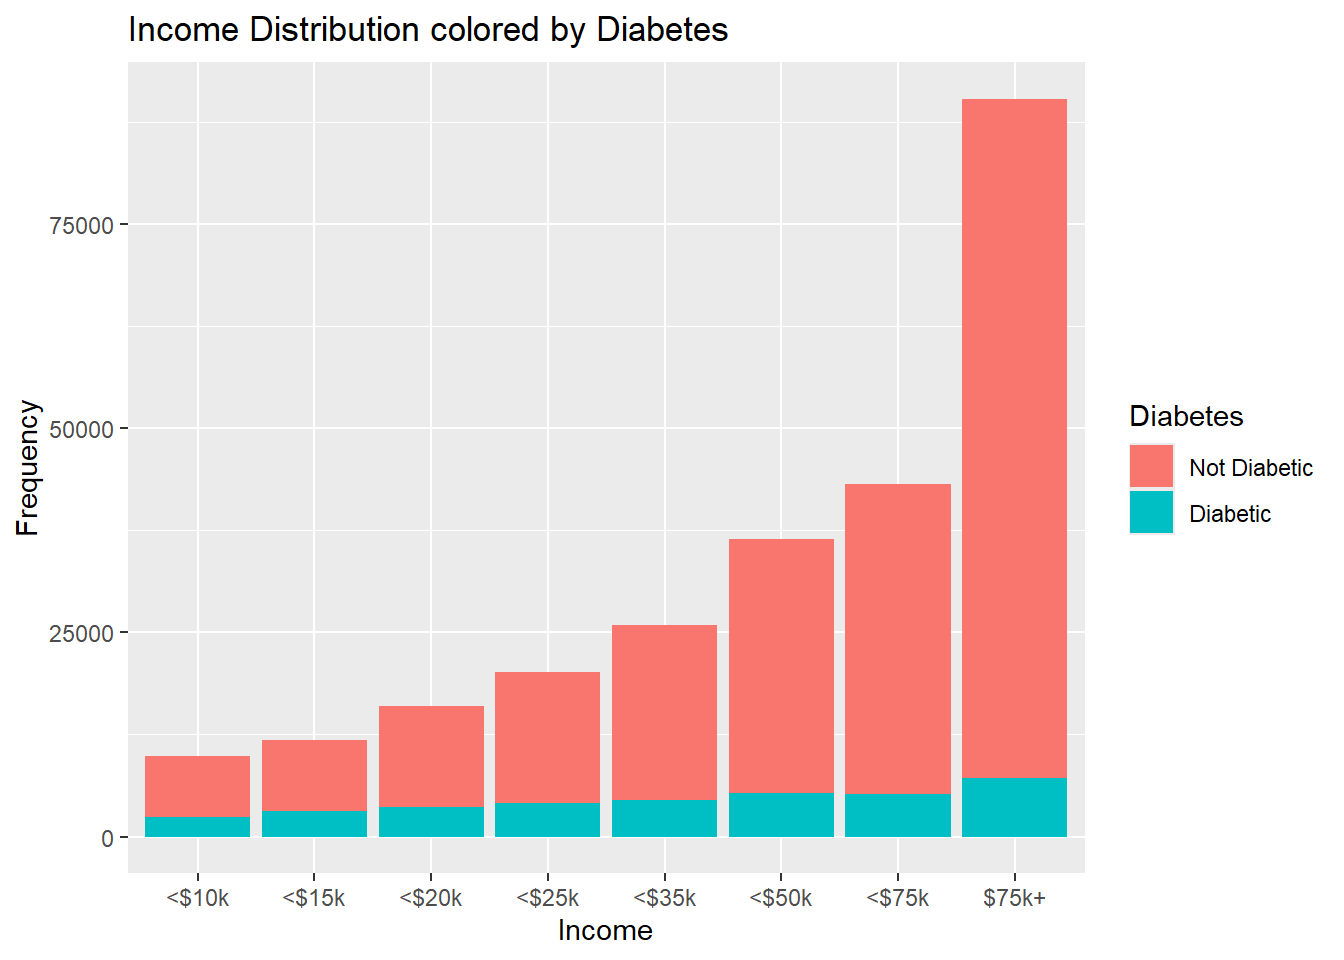 Income Distribution colored by Diabetes
75000
50000
25000
0
Frequency
<$10k <$15k <$20k <$25k <$35k <$50k <$75k $75k+
Income
Diabetes
Not Diabetic
Diabetic